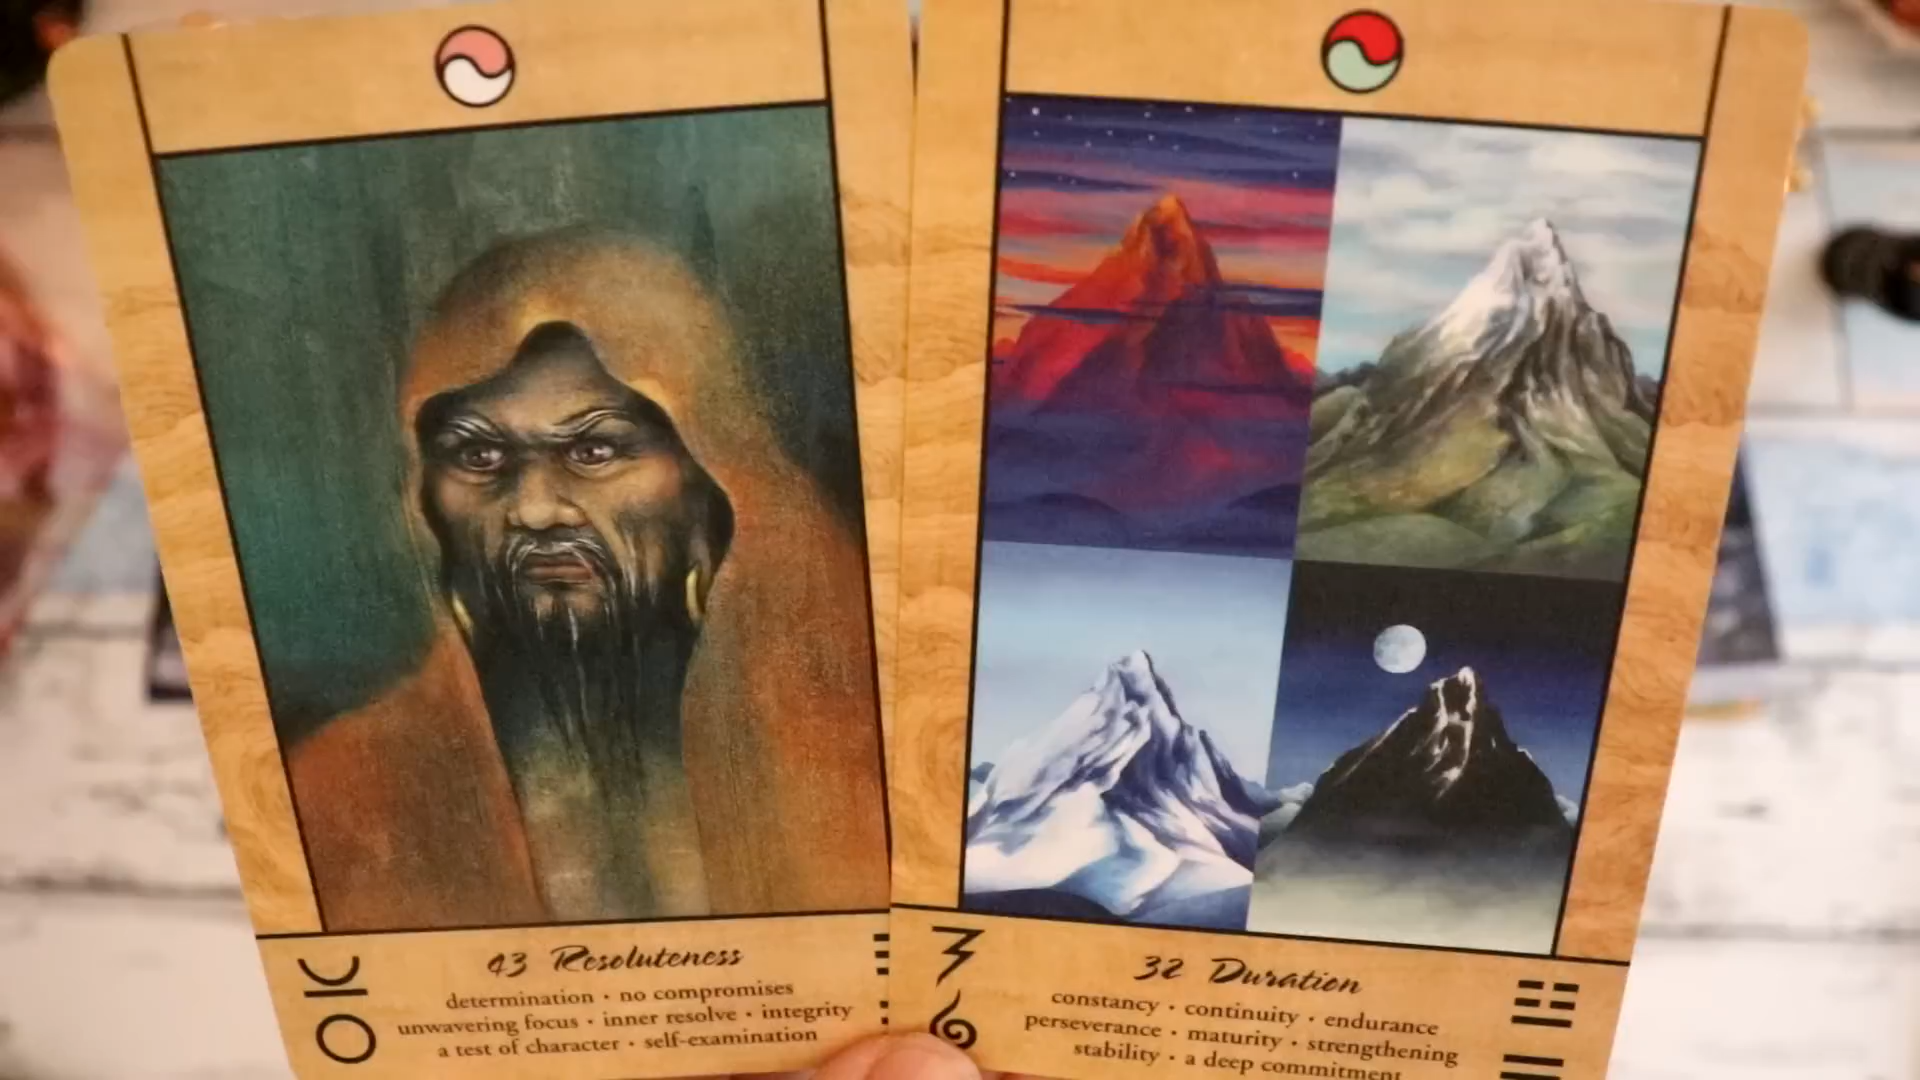 43 Resoluteness
determination • no compromises
unwavering focus • inner resolve • integrity
a test of character • self-examination
32 Duration
constancy • continuity • endurance
perseverance • maturity • strengthening
stability • a deep commitment